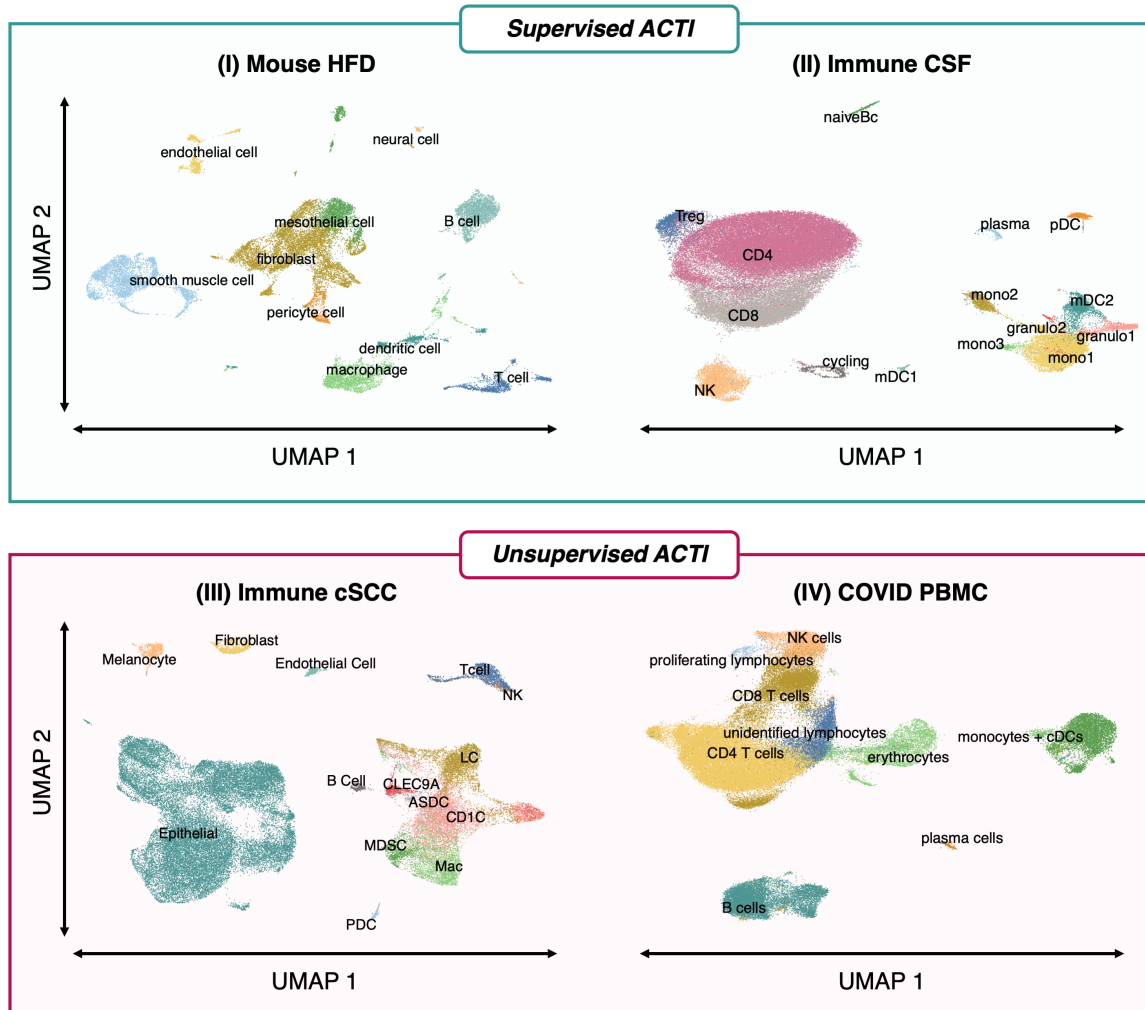 Supervised ACTI
(I) Mouse HFD
(II) Immune CSF
UMAP 2
endothelial cell
neural cell
mesothelial cell
B cell
fibroblast
smooth muscle cell
pericyte cell
dendritic cell
macrophage
T cell
UMAP 1
naiveBc
Treg
CD4
CD8
plasma
pDC
mono2
mDC2
granulo2
granulo1
mono3
mono1
cycling
mDC1
NK
UMAP 1
Unsupervised ACTI
(III) Immune cSCC
(IV) COVID PBMC
UMAP 2
Melanocyte
Fibroblast
Endothelial Cell
Tcell
NK
LC
B Cell
CLEC9A
ASDC
CD1C
Epithelial
MDSC
Mac
PDC
UMAP 1
NK cells
proliferating lymphocytes
CD8 T cells
unidentified lymphocytes
CD4 T cells
erythrocytes
monocytes + cDCs
plasma cells
B cells
UMAP 1